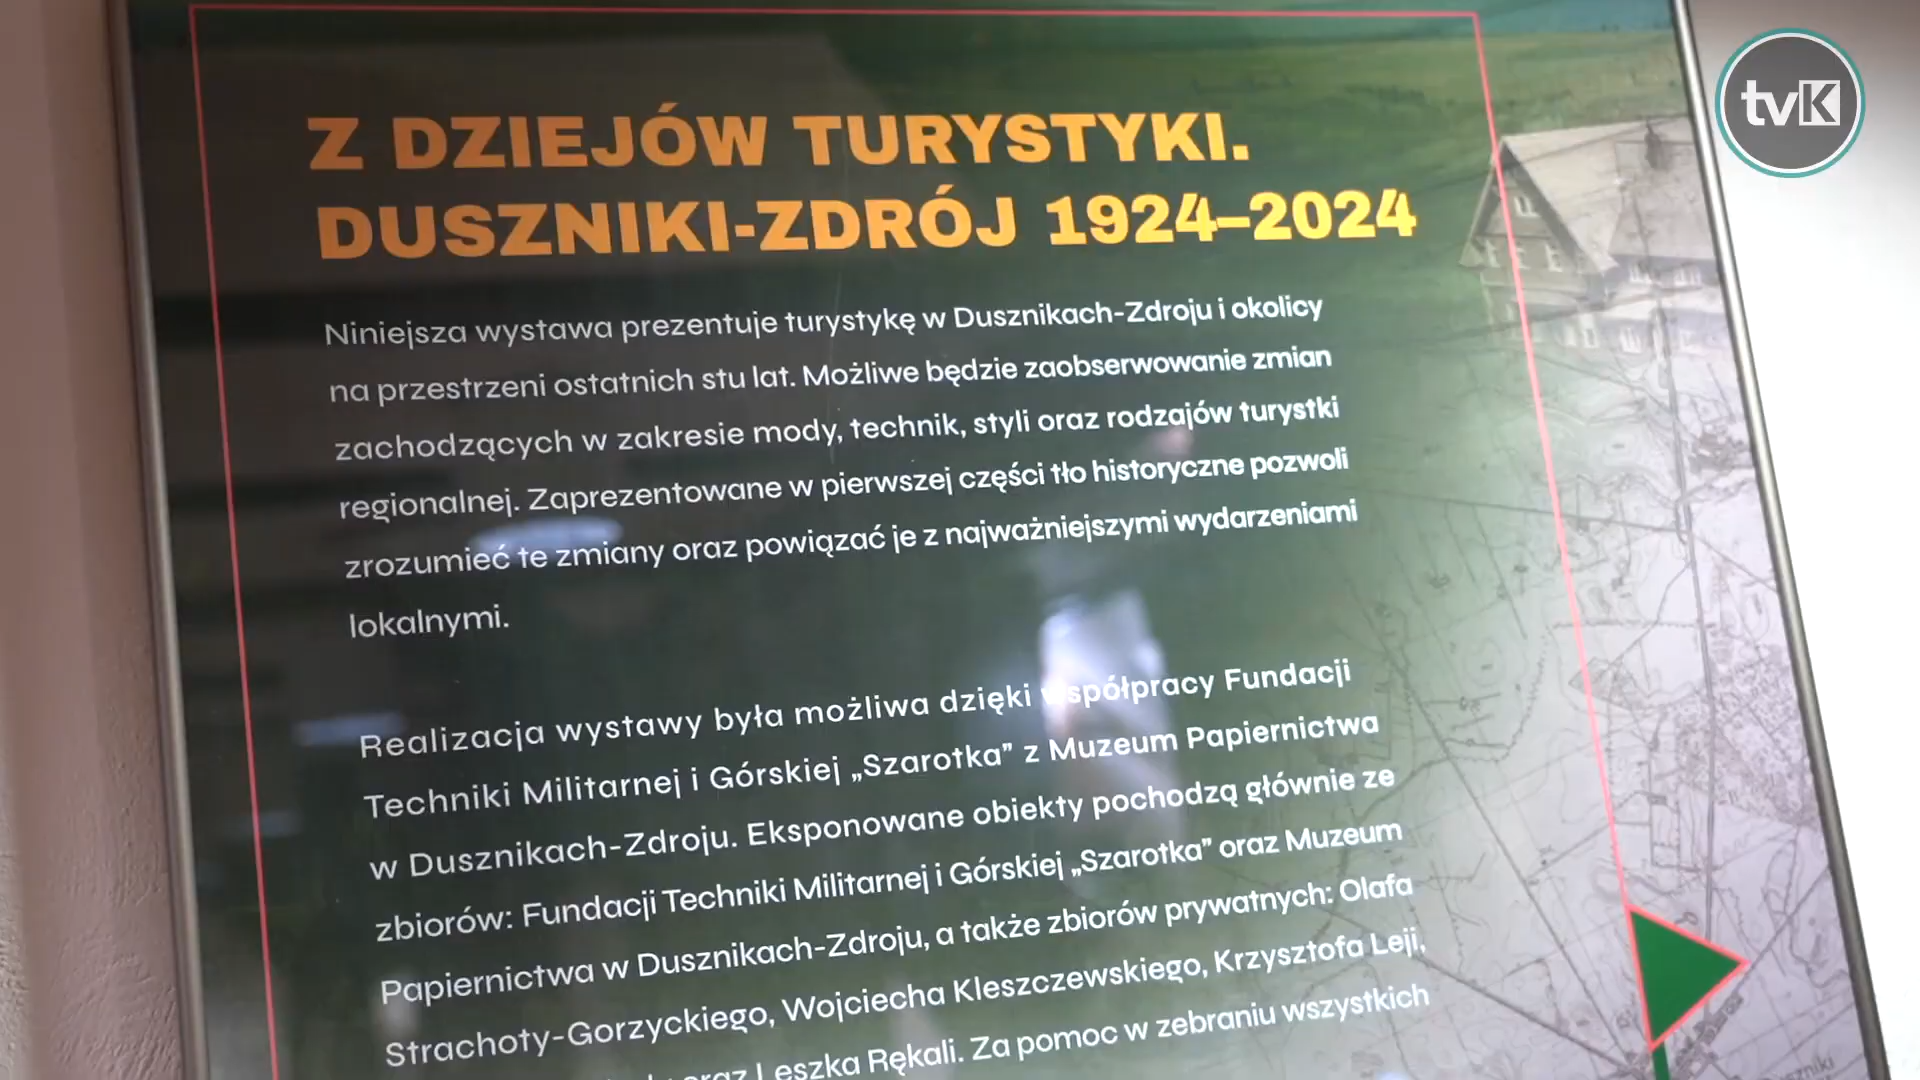 tvK
Z DZIEJÓW TURYSTYKI.
DUSZNIKI-ZDRÓJ 1924–2024
Niniejsza wystawa prezentuje turystykę w Dusznikach-Zdroju i okolicy
na przestrzeni ostatnich stu lat. Możliwe będzie zaobserwowanie zmian
zachodzących w zakresie mody, technik, styli oraz rodzajów turystki
regionalnej. Zaprezentowane w pierwszej części tło historyczne pozwoli
zrozumieć te zmiany oraz powiązać je z najważniejszymi wydarzeniami
lokalnymi.
Realizacja wystawy była możliwa dzięki współpracy Fundacji
Techniki Militarnej i Górskiej „Szarotka” z Muzeum Papiernictwa
w Dusznikach-Zdroju. Eksponowane obiekty pochodzą głównie ze
zbiorów: Fundacji Techniki Militarnej i Górskiej „Szarotka” oraz Muzeum
Papiernictwa w Dusznikach-Zdroju, a także zbiorów prywatnych: Olafa
Strachoty-Gorzyckiego, Wojciecha Kleszczewskiego, Krzysztofa Leji,
oraz Leszka Rękali. Za pomoc w zebraniu wszystkich